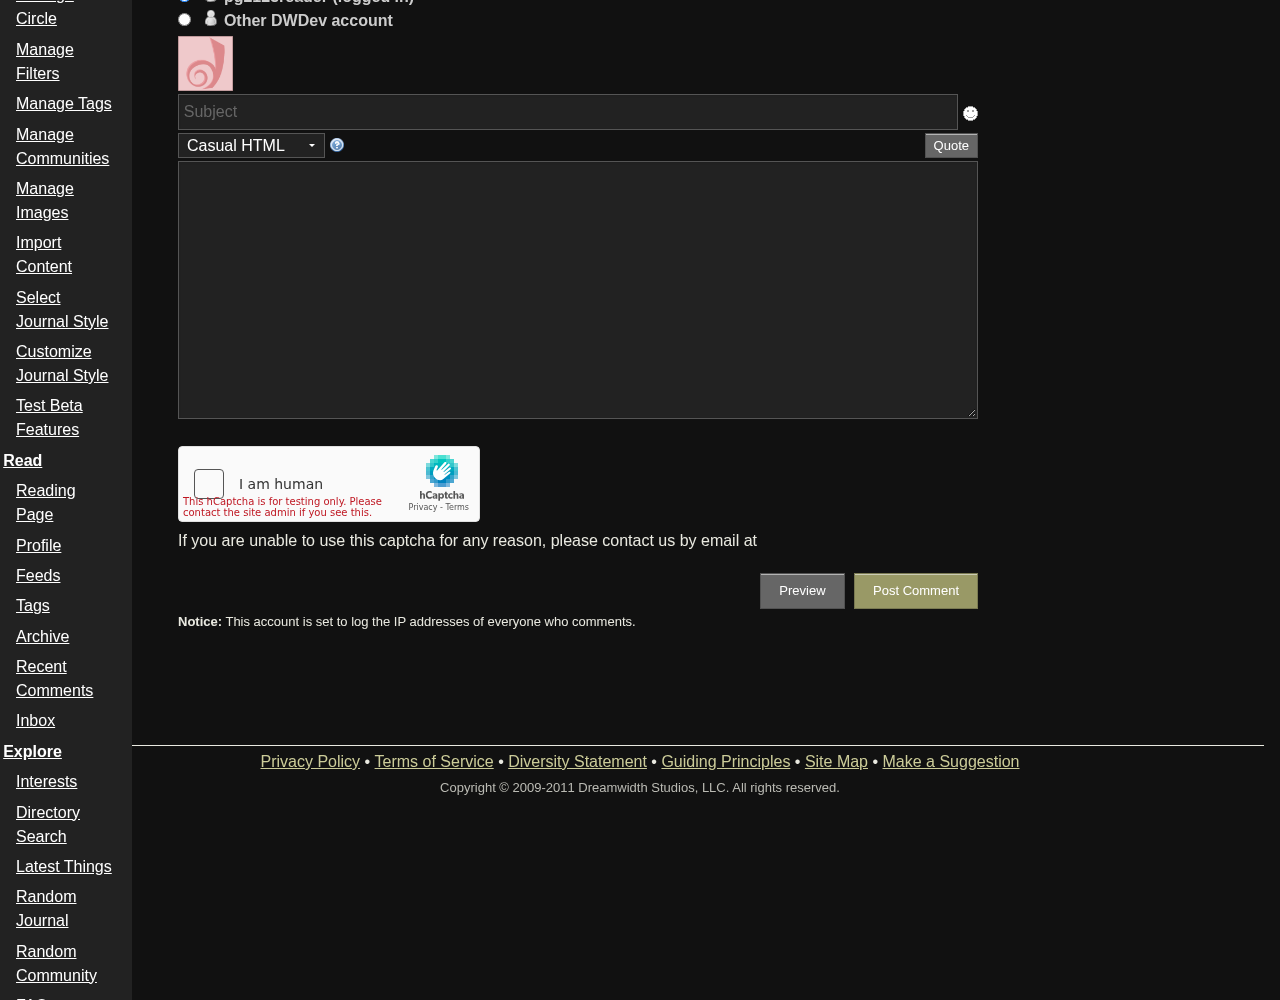 Circle
Manage
Filters
Manage Tags
Manage
Communities
Manage
Images
Import
Content
Select
Journal Style
Customize
Journal Style
Test Beta
Features
Read
Reading
Page
Profile
Feeds
Tags
Archive
Recent
Comments
Inbox
Explore
Interests
Directory
Search
Latest Things
Random
Journal
Random
Community
Other DWDev account
Subject
Casual HTML
Quote
I am human
This hCaptcha is for testing only. Please
contact the site admin if you see this.
hCaptcha
Privacy - Terms
If you are unable to use this captcha for any reason, please contact us by email at
Preview
Post Comment
Notice: This account is set to log the IP addresses of everyone who comments.
Privacy Policy • Terms of Service • Diversity Statement • Guiding Principles • Site Map • Make a Suggestion
Copyright © 2009-2011 Dreamwidth Studios, LLC. All rights reserved.